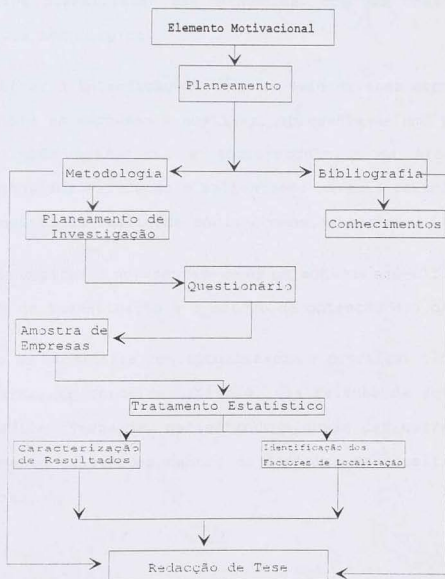 Elemento Motivacional
Planeamento
Metodologia
Bibliografia
Planeamento de
Investigação
Conhecimentos
Questionário
Amostra de
Empresas
Tratamento Estatístico
Caracterização
de Resultados
Identificação dos
Factores de Localização
Redacção de Tese